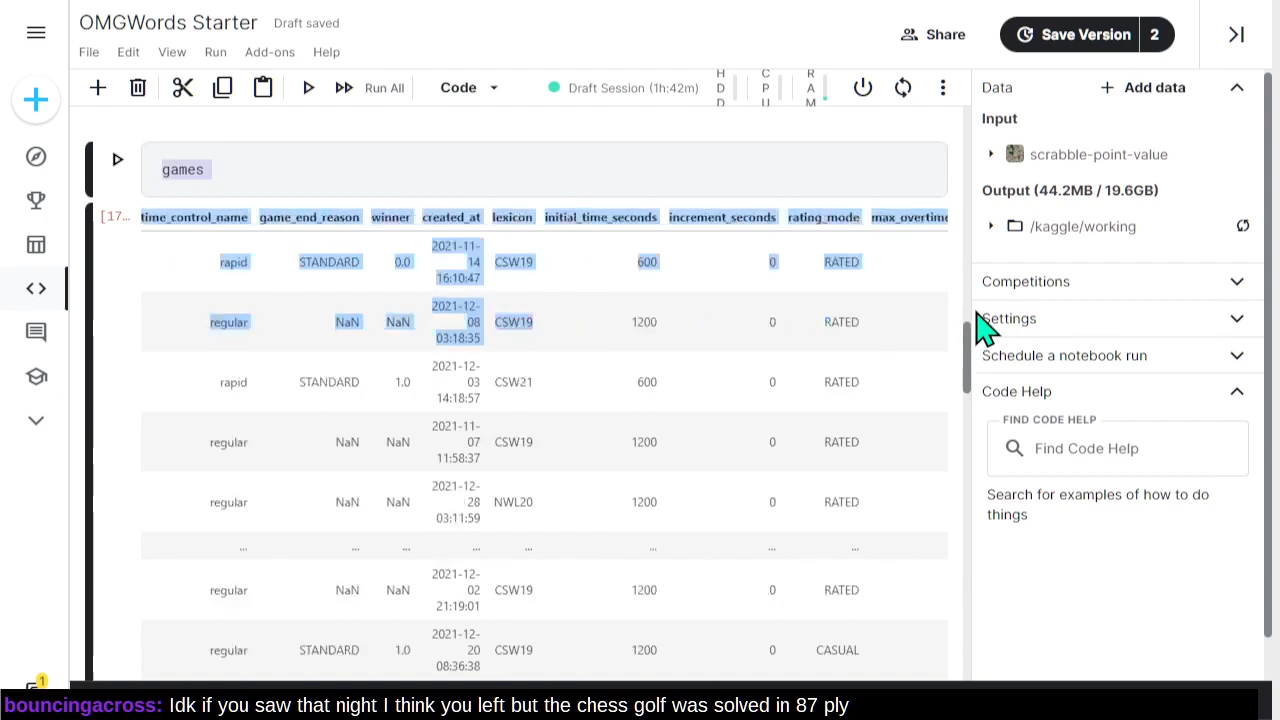 OMGWords Starter
Draft saved
Share
Save Version
2
File Edit View Run Add-ons Help
Run All
Code
Draft Session (1h:42m)
HDD
CPU
RAM
Data
Add data
Input
scrabble-point-value
Output (44.2MB / 19.6GB)
/kaggle/working
Competitions
Settings
Schedule a notebook run
Code Help
FIND CODE HELP
Find Code Help
Search for examples of how to do
things
games
[17...
time_control_name game_end_reason winner created_at lexicon initial_time_seconds increment_seconds rating_mode max_overtime
rapid STANDARD 0.0 2021-11-14 16:10:47 CSW19 600 0 RATED
regular NaN NaN 2021-12-08 03:18:35 CSW19 1200 0 RATED
rapid STANDARD 1.0 2021-12-03 14:18:57 CSW21 600 0 RATED
regular NaN NaN 2021-11-07 11:58:37 CSW19 1200 0 RATED
regular NaN NaN 2021-12-28 03:11:59 NWL20 1200 0 RATED
... ... ... ... ... ... ... ...
regular NaN NaN 2021-12-02 21:19:01 CSW19 1200 0 RATED
regular STANDARD 1.0 2021-12-20 08:36:38 CSW19 1200 0 CASUAL
1
bouncingacross: Idk if you saw that night I think you left but the chess golf was solved in 87 ply